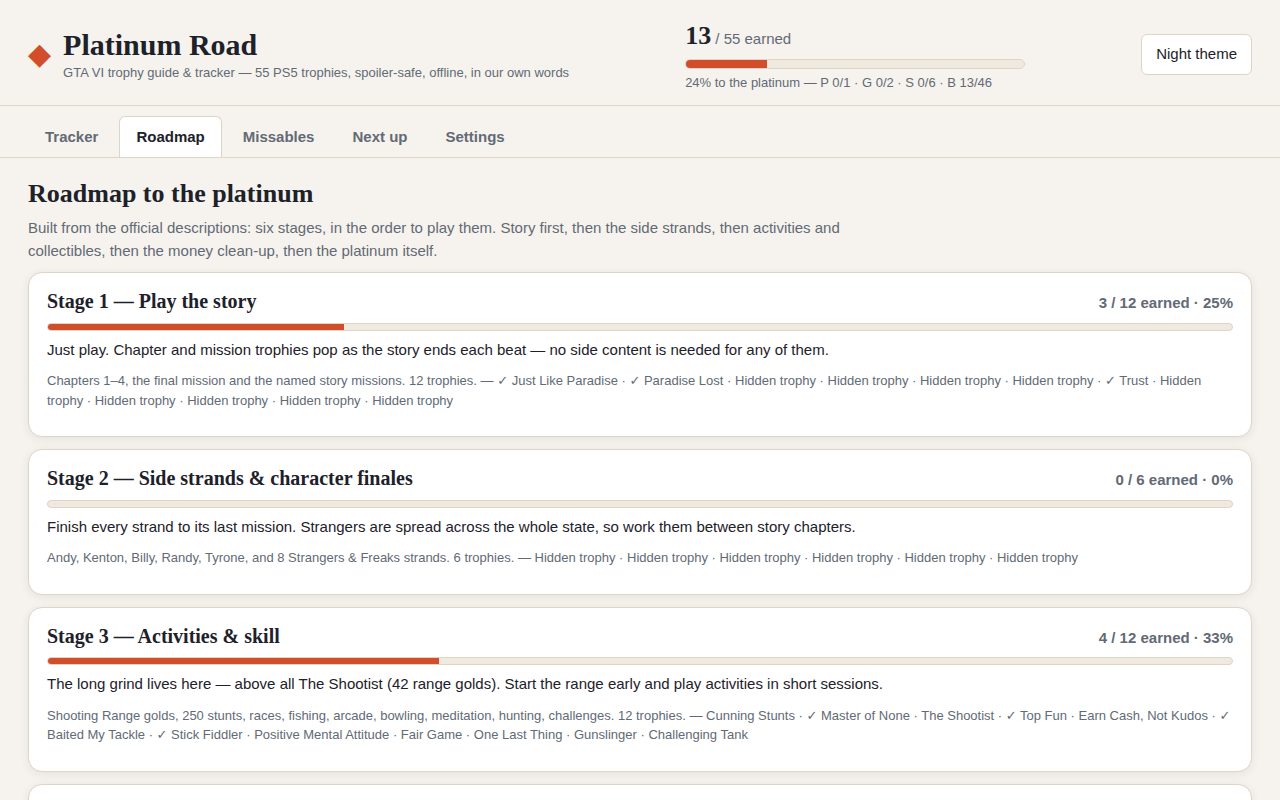 Platinum Road
GTA VI trophy guide & tracker — 55 PS5 trophies, spoiler-safe, offline, in our own words
13 / 55 earned
24% to the platinum — P 0/1 · G 0/2 · S 0/6 · B 13/46
Night theme
Tracker
Roadmap
Missables
Next up
Settings
Roadmap to the platinum
Built from the official descriptions: six stages, in the order to play them. Story first, then the side strands, then activities and
collectibles, then the money clean-up, then the platinum itself.
Stage 1 — Play the story
3 / 12 earned · 25%
Just play. Chapter and mission trophies pop as the story ends each beat — no side content is needed for any of them.
Chapters 1–4, the final mission and the named story missions. 12 trophies. — ✓ Just Like Paradise · ✓ Paradise Lost · Hidden trophy · Hidden trophy · Hidden trophy · Hidden trophy · ✓ Trust · Hidden
trophy · Hidden trophy · Hidden trophy · Hidden trophy · Hidden trophy
Stage 2 — Side strands & character finales
0 / 6 earned · 0%
Finish every strand to its last mission. Strangers are spread across the whole state, so work them between story chapters.
Andy, Kenton, Billy, Randy, Tyrone, and 8 Strangers & Freaks strands. 6 trophies. — Hidden trophy · Hidden trophy · Hidden trophy · Hidden trophy · Hidden trophy · Hidden trophy
Stage 3 — Activities & skill
4 / 12 earned · 33%
The long grind lives here — above all The Shootist (42 range golds). Start the range early and play activities in short sessions.
Shooting Range golds, 250 stunts, races, fishing, arcade, bowling, meditation, hunting, challenges. 12 trophies. — Cunning Stunts · ✓ Master of None · The Shootist · ✓ Top Fun · Earn Cash, Not Kudos · ✓
Baited My Tackle · ✓ Stick Fiddler · Positive Mental Attitude · Fair Game · One Last Thing · Gunslinger · Challenging Tank